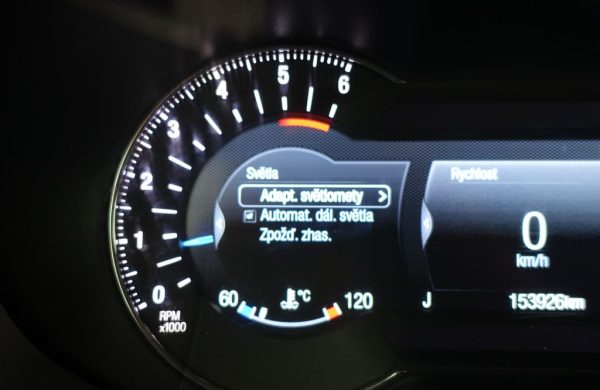 6
5
4
3
2
1
0
RPM
x1000
Světla
Adapt. světlomety >
Automat. dál. světla
Zpožď. zhas.
60 °C 120
Rychlost
0
km/h
J 153926km